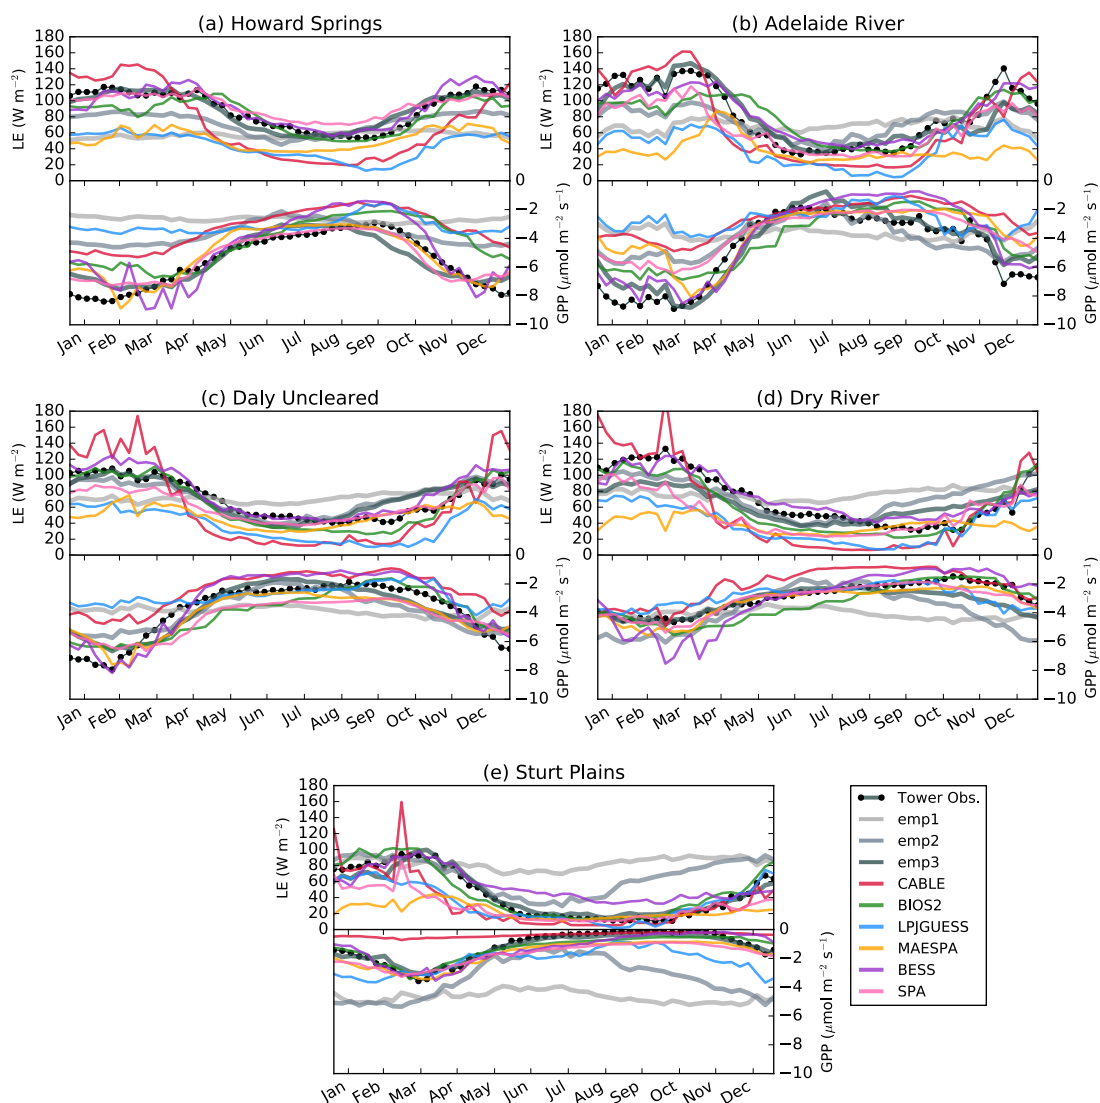 (a) Howard Springs
180
160
140
120
100
80
60
40
20
0
LE (W m⁻²)
0
−2
−4
−6
−8
−10
GPP (μmol m⁻² s⁻¹)
Jan Feb Mar Apr May Jun Jul Aug Sep Oct Nov Dec
(b) Adelaide River
180
160
140
120
100
80
60
40
20
0
LE (W m⁻²)
0
−2
−4
−6
−8
−10
GPP (μmol m⁻² s⁻¹)
Jan Feb Mar Apr May Jun Jul Aug Sep Oct Nov Dec
(c) Daly Uncleared
180
160
140
120
100
80
60
40
20
0
LE (W m⁻²)
0
−2
−4
−6
−8
−10
GPP (μmol m⁻² s⁻¹)
Jan Feb Mar Apr May Jun Jul Aug Sep Oct Nov Dec
(d) Dry River
180
160
140
120
100
80
60
40
20
0
LE (W m⁻²)
0
−2
−4
−6
−8
−10
GPP (μmol m⁻² s⁻¹)
Jan Feb Mar Apr May Jun Jul Aug Sep Oct Nov Dec
(e) Sturt Plains
180
160
140
120
100
80
60
40
20
0
LE (W m⁻²)
0
−2
−4
−6
−8
−10
GPP (μmol m⁻² s⁻¹)
Jan Feb Mar Apr May Jun Jul Aug Sep Oct Nov Dec
Tower Obs.
emp1
emp2
emp3
CABLE
BIOS2
LPJGUESS
MAESPA
BESS
SPA